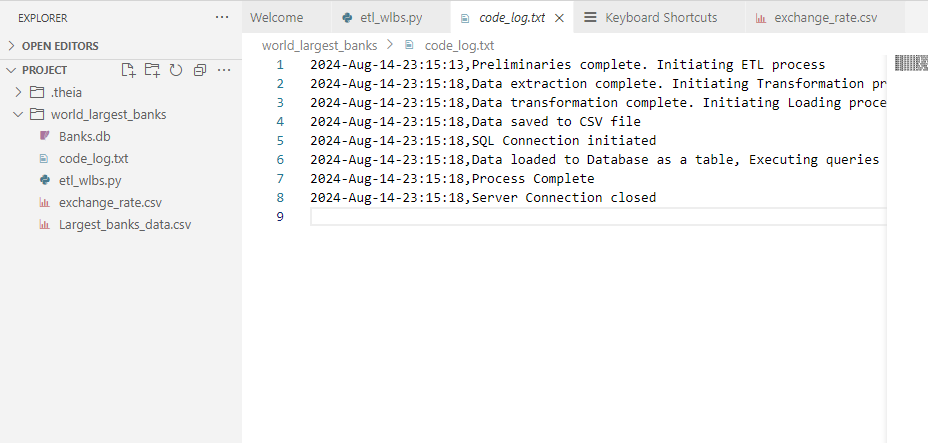 EXPLORER
OPEN EDITORS
PROJECT
.theia
world_largest_banks
Banks.db
code_log.txt
etl_wlbs.py
exchange_rate.csv
Largest_banks_data.csv
Welcome etl_wlbs.py code_log.txt Keyboard Shortcuts exchange_rate.csv
world_largest_banks code_log.txt
1 2024-Aug-14-23:15:13,Preliminaries complete. Initiating ETL process
2 2024-Aug-14-23:15:18,Data extraction complete. Initiating Transformation pr
3 2024-Aug-14-23:15:18,Data transformation complete. Initiating Loading proce
4 2024-Aug-14-23:15:18,Data saved to CSV file
5 2024-Aug-14-23:15:18,SQL Connection initiated
6 2024-Aug-14-23:15:18,Data loaded to Database as a table, Executing queries
7 2024-Aug-14-23:15:18,Process Complete
8 2024-Aug-14-23:15:18,Server Connection closed
9